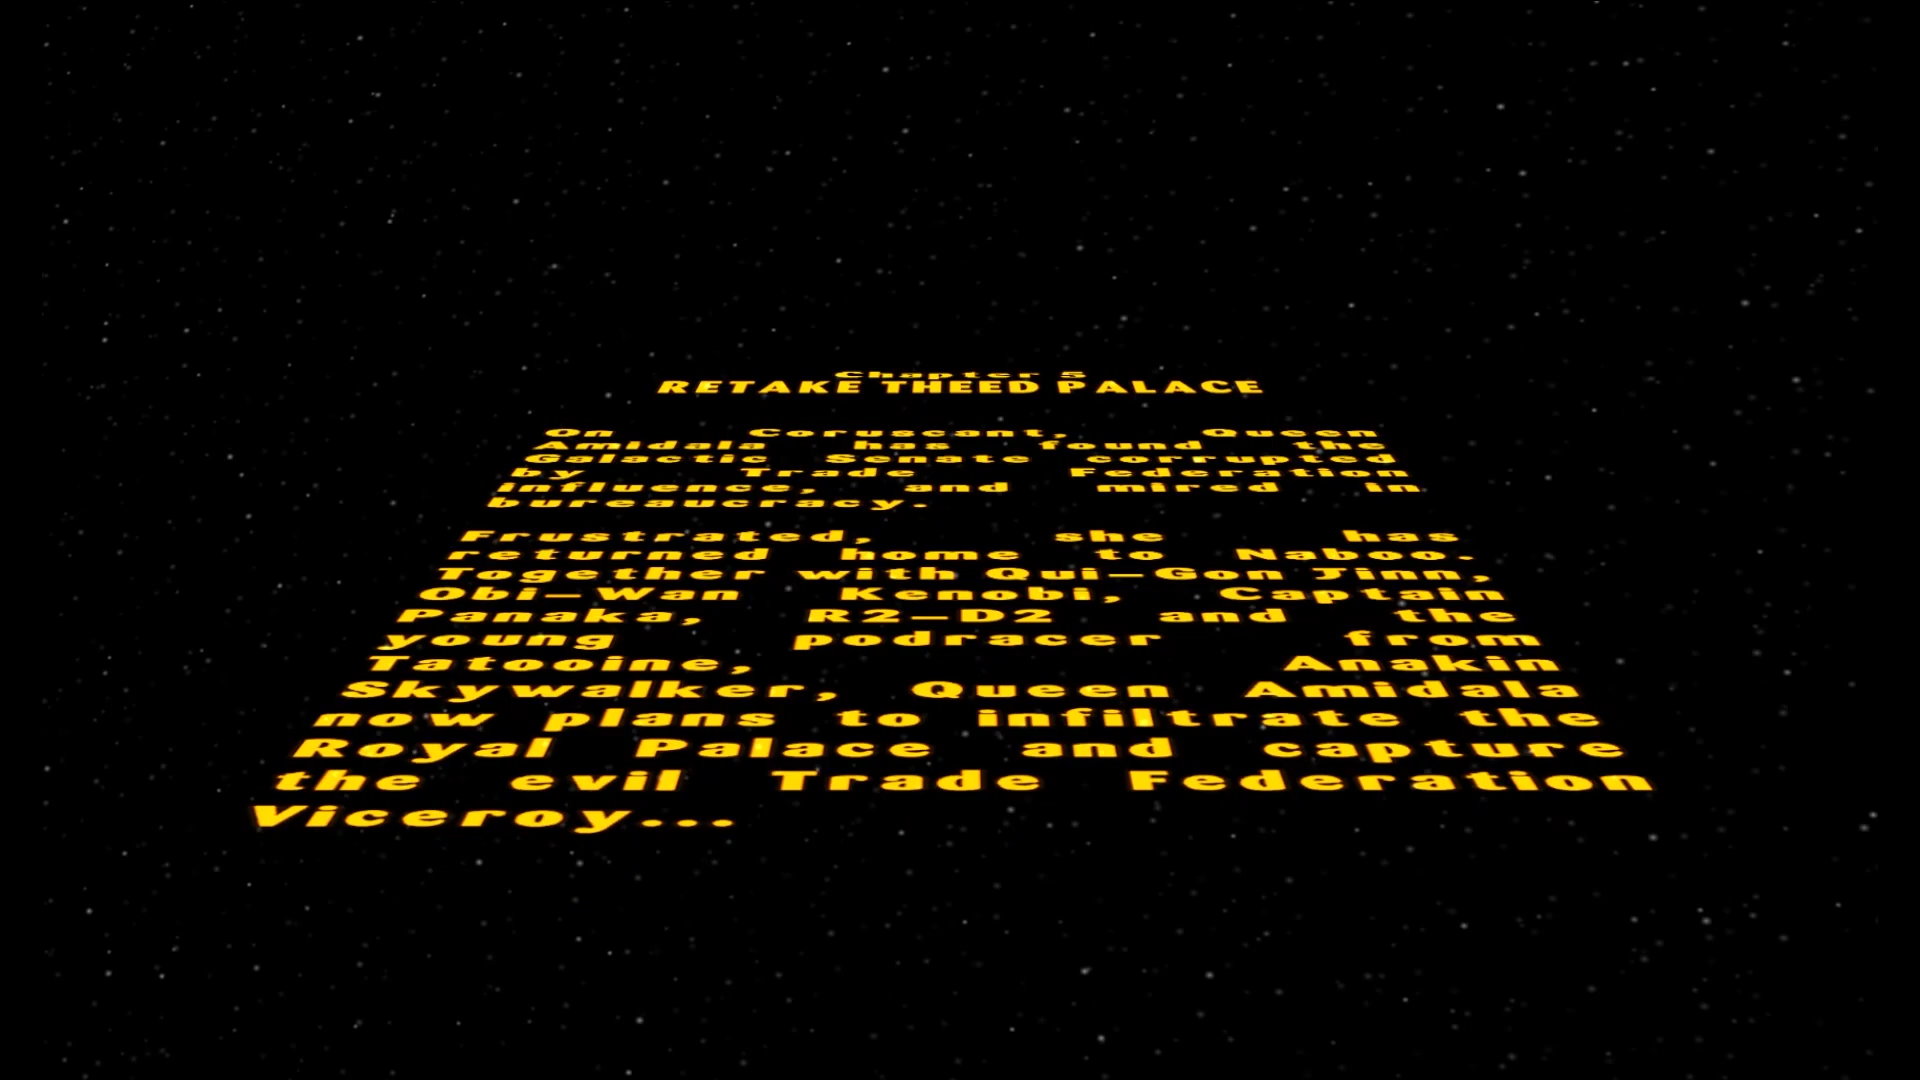 Chapter 5
RETAKE THEED PALACE
On Coruscant, Queen
Amidala has found the
Galactic Senate corrupted
by Trade Federation
influence, and mired in
bureaucracy.
Frustrated, she has
returned home to Naboo.
Together with Qui-Gon Jinn,
Obi-Wan Kenobi, Captain
Panaka, R2-D2 and the
young podracer from
Tatooine, Anakin
Skywalker, Queen Amidala
now plans to infiltrate the
Royal Palace and capture
the evil Trade Federation
Viceroy...